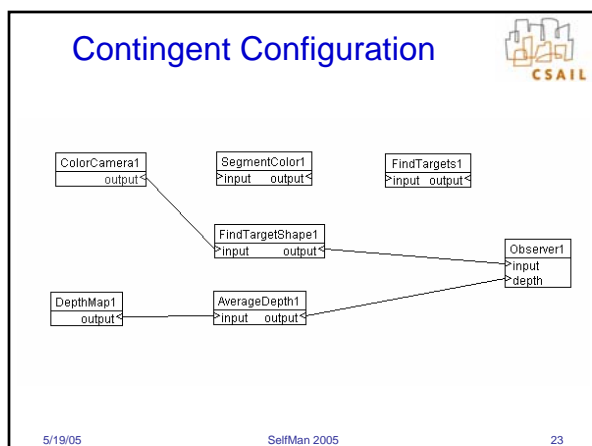 Contingent Configuration
CSAIL
ColorCamera1
output
SegmentColor1
input output
FindTargets1
input output
FindTargetShape1
input output
Observer1
input
depth
DepthMap1
output
AverageDepth1
input output
5/19/05 SelfMan 2005 23